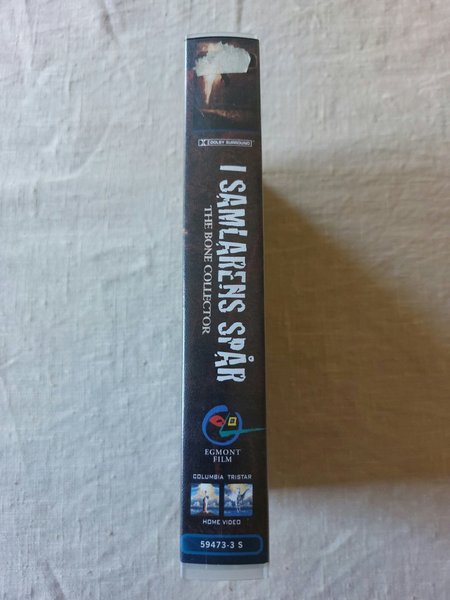 DOLBY SURROUND
I SAMLARENS SPÅR
THE BONE COLLECTOR
EGMONT
FILM
COLUMBIA TRISTAR
HOME VIDEO
59473-3 S